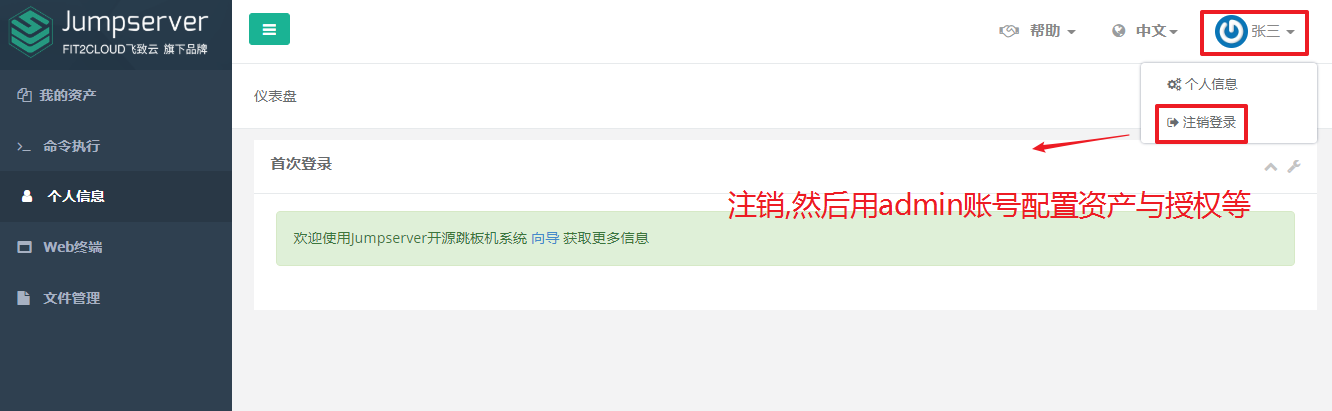 Jumpserver
FIT2CLOUD飞致云 旗下品牌
帮助
中文
张三
我的资产
命令执行
个人信息
Web终端
文件管理
仪表盘
个人信息
注销登录
首次登录
注销,然后用admin账号配置资产与授权等
欢迎使用Jumpserver开源跳板机系统 向导 获取更多信息